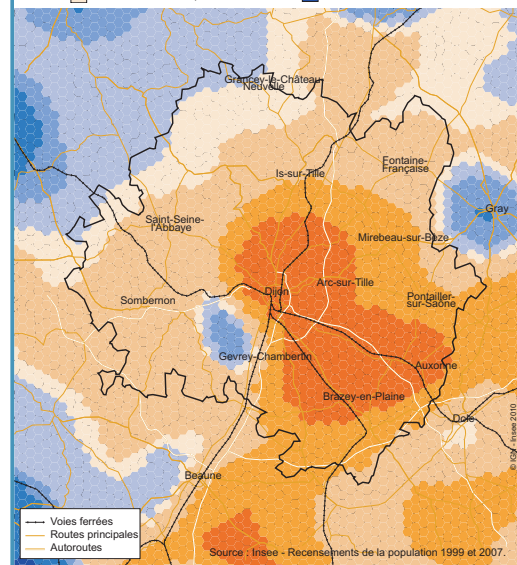 Grancey-le-Château
Neuvelle
Fontaine-
Française
Is-sur-Tille
Gray
Saint-Seine-
l'Abbaye
Mirebeau-sur-Bèze
Dijon
Arc-sur-Tille
Sombernon
Pontailler-
sur-Saône
Gevrey-Chambertin
Auxonne
Brazey-en-Plaine
Dole
Beaune
© IGN - Insee 2010
Voies ferrées
Routes principales
Autoroutes
Source : Insee - Recensements de la population 1999 et 2007.